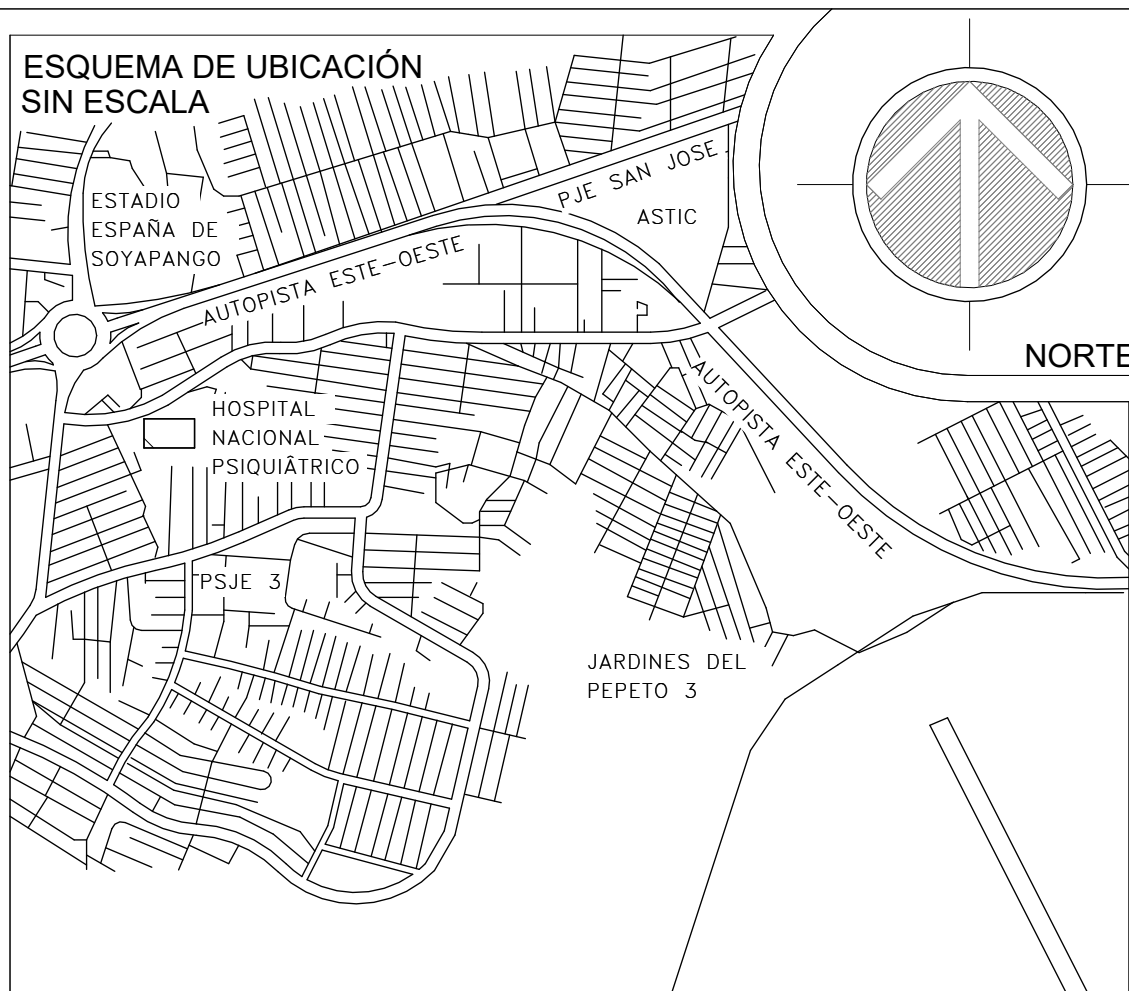 ESQUEMA DE UBICACIÓN
SIN ESCALA
ESTADIO
ESPAÑA DE
SOYAPANGO
AUTOPISTA ESTE-OESTE
PJE SAN JOSE
ASTIC
NORTE
HOSPITAL
NACIONAL
PSIQUIÂTRICO
AUTOPISTA ESTE-OESTE
PSJE 3
JARDINES DEL
PEPETO 3